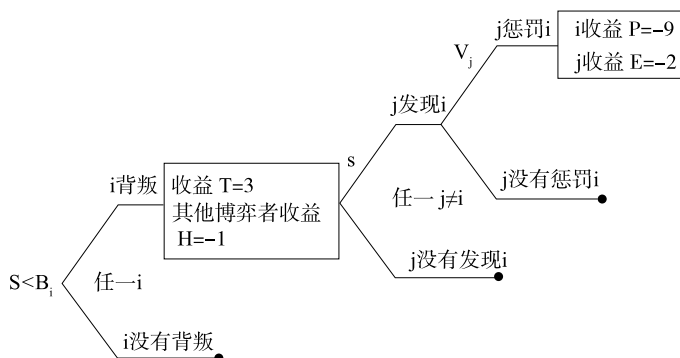 S<Bi
任一i
i背叛
i没有背叛
收益 T=3
其他博弈者收益
H=-1
s
任一 j≠i
j发现i
j没有发现i
Vj
j惩罚i
j没有惩罚i
i收益 P=-9
j收益 E=-2